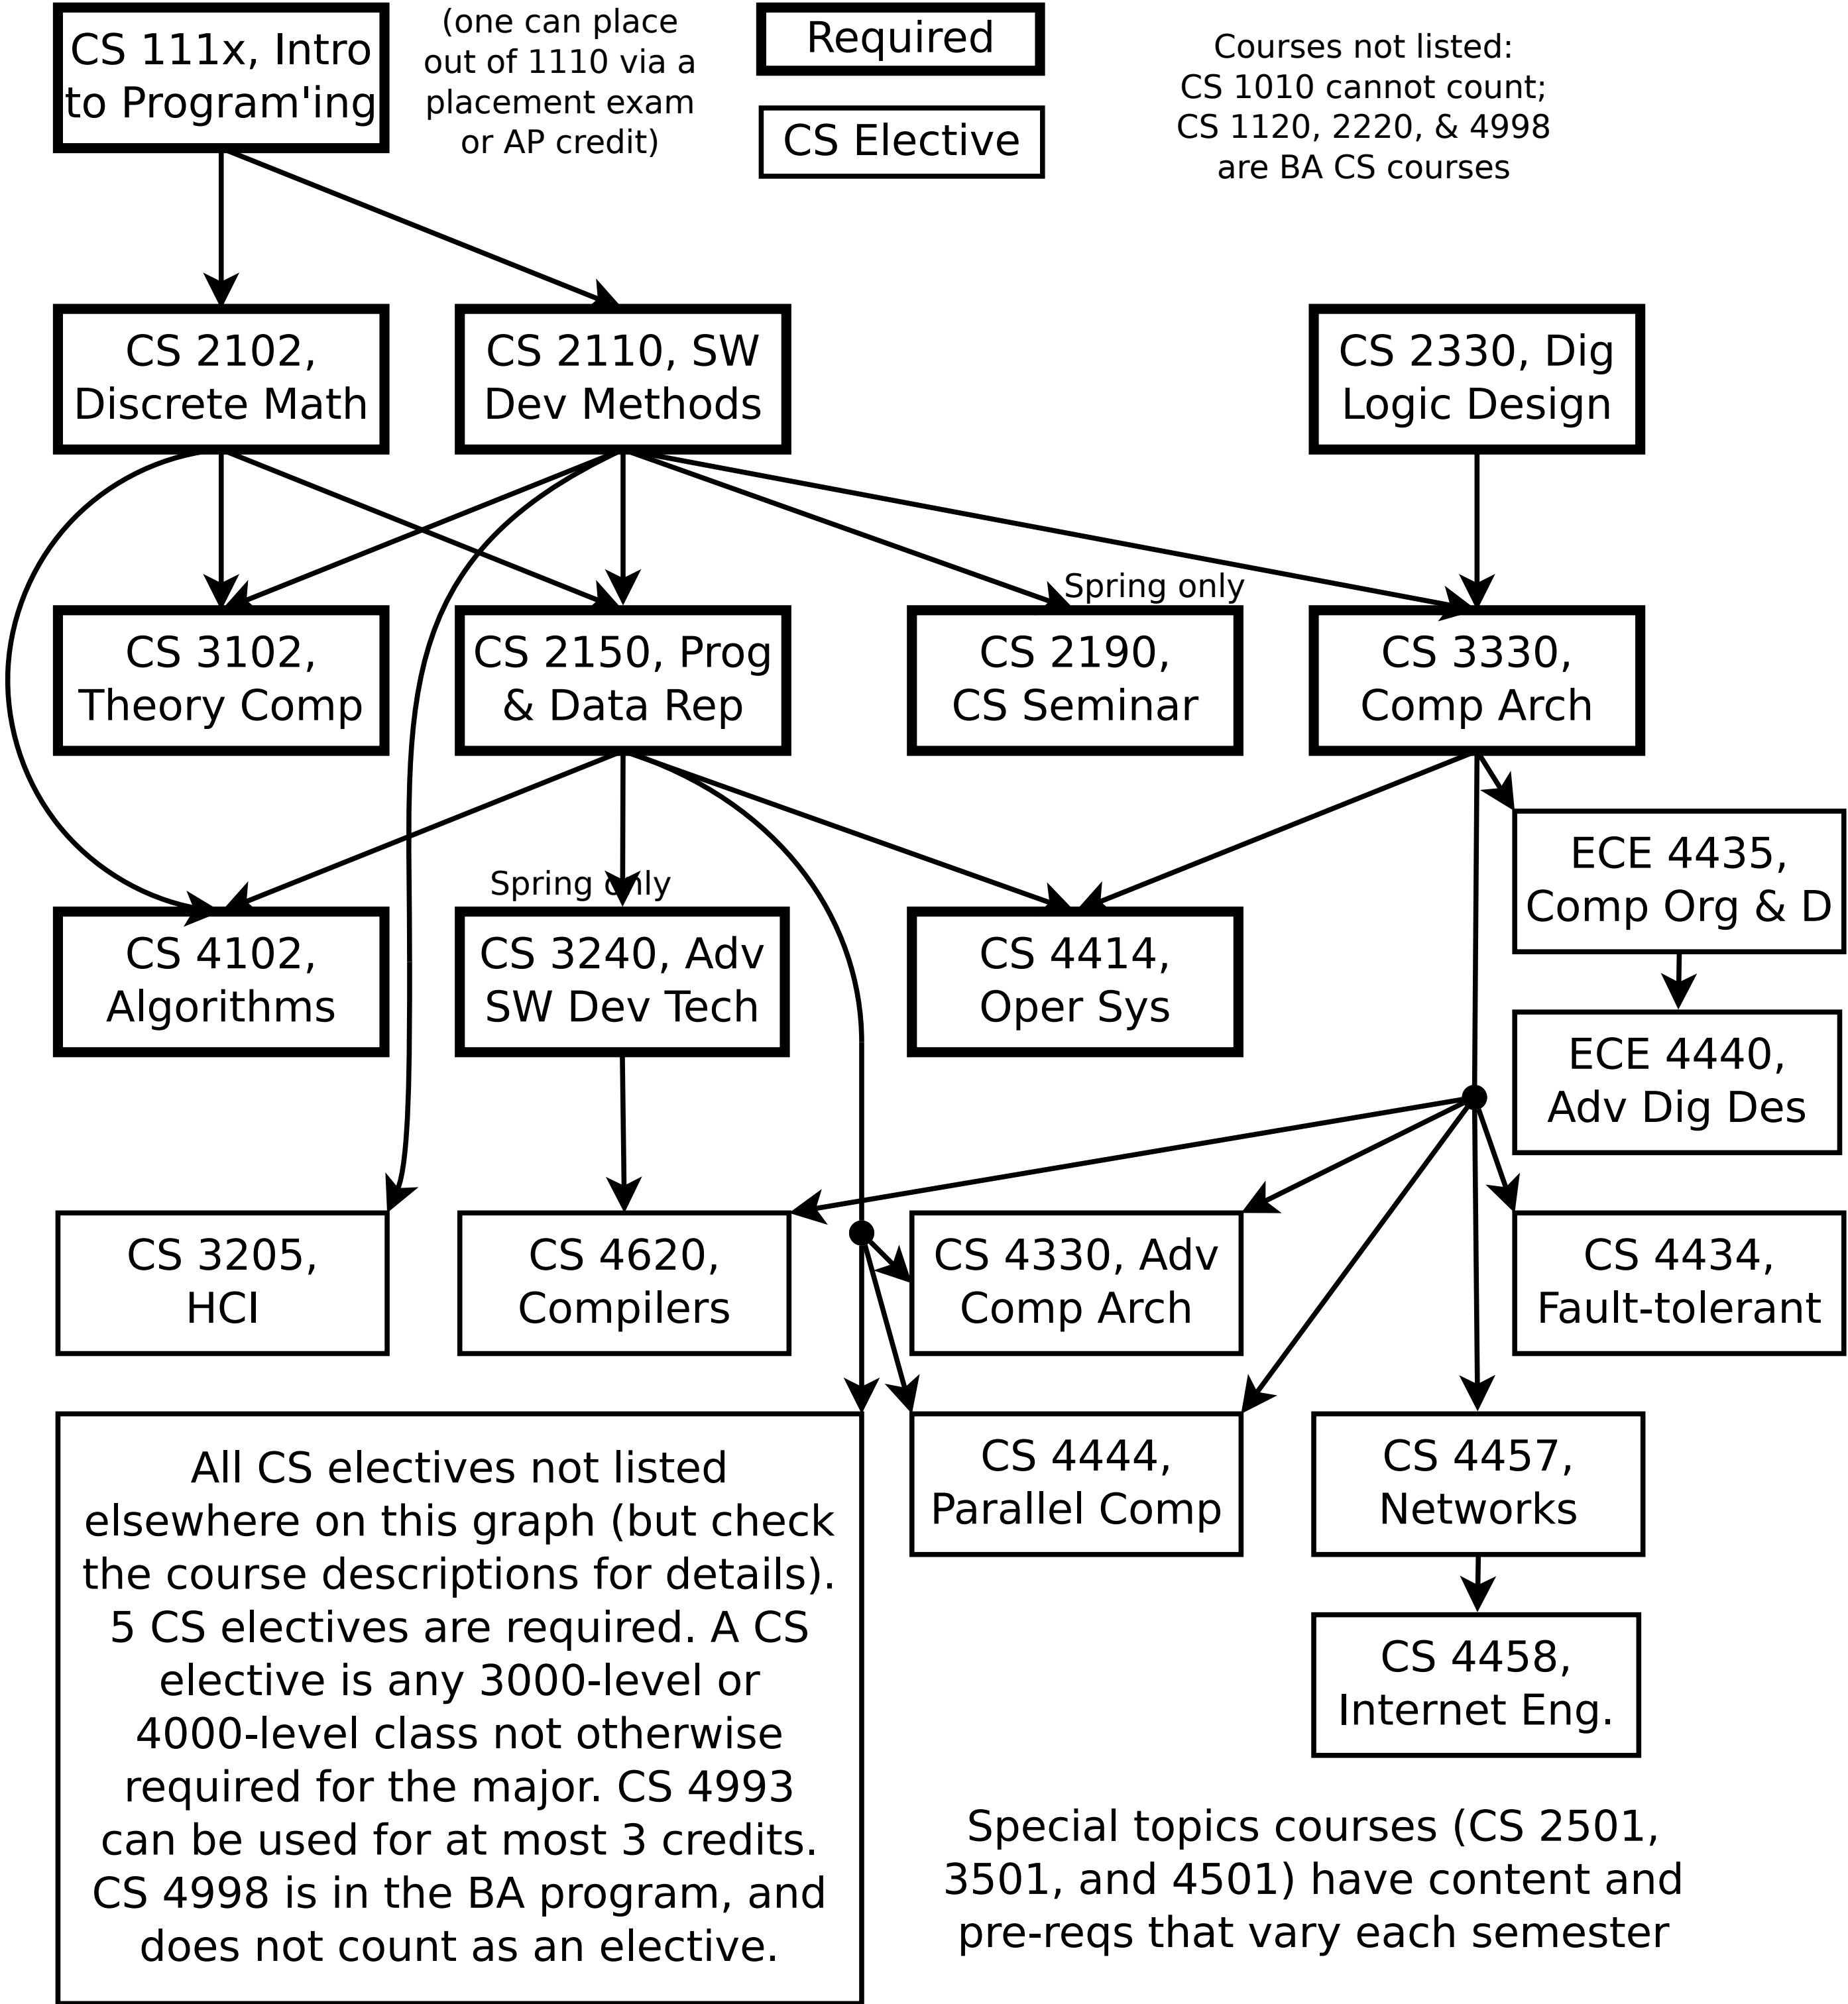 CS 111x, Intro
to Program'ing
(one can place
out of 1110 via a
placement exam
or AP credit)
Required
CS Elective
Courses not listed:
CS 1010 cannot count;
CS 1120, 2220, & 4998
are BA CS courses
CS 2102,
Discrete Math
CS 2110, SW
Dev Methods
CS 2330, Dig
Logic Design
CS 3102,
Theory Comp
CS 2150, Prog
& Data Rep
Spring only
CS 2190,
CS Seminar
CS 3330,
Comp Arch
ECE 4435,
Comp Org & D
CS 4102,
Algorithms
Spring only
CS 3240, Adv
SW Dev Tech
CS 4414,
Oper Sys
ECE 4440,
Adv Dig Des
CS 3205,
HCI
CS 4620,
Compilers
CS 4330, Adv
Comp Arch
CS 4434,
Fault-tolerant
All CS electives not listed
elsewhere on this graph (but check
the course descriptions for details).
5 CS electives are required. A CS
elective is any 3000-level or
4000-level class not otherwise
required for the major. CS 4993
can be used for at most 3 credits.
CS 4998 is in the BA program, and
does not count as an elective.
CS 4444,
Parallel Comp
CS 4457,
Networks
CS 4458,
Internet Eng.
Special topics courses (CS 2501,
3501, and 4501) have content and
pre-reqs that vary each semester